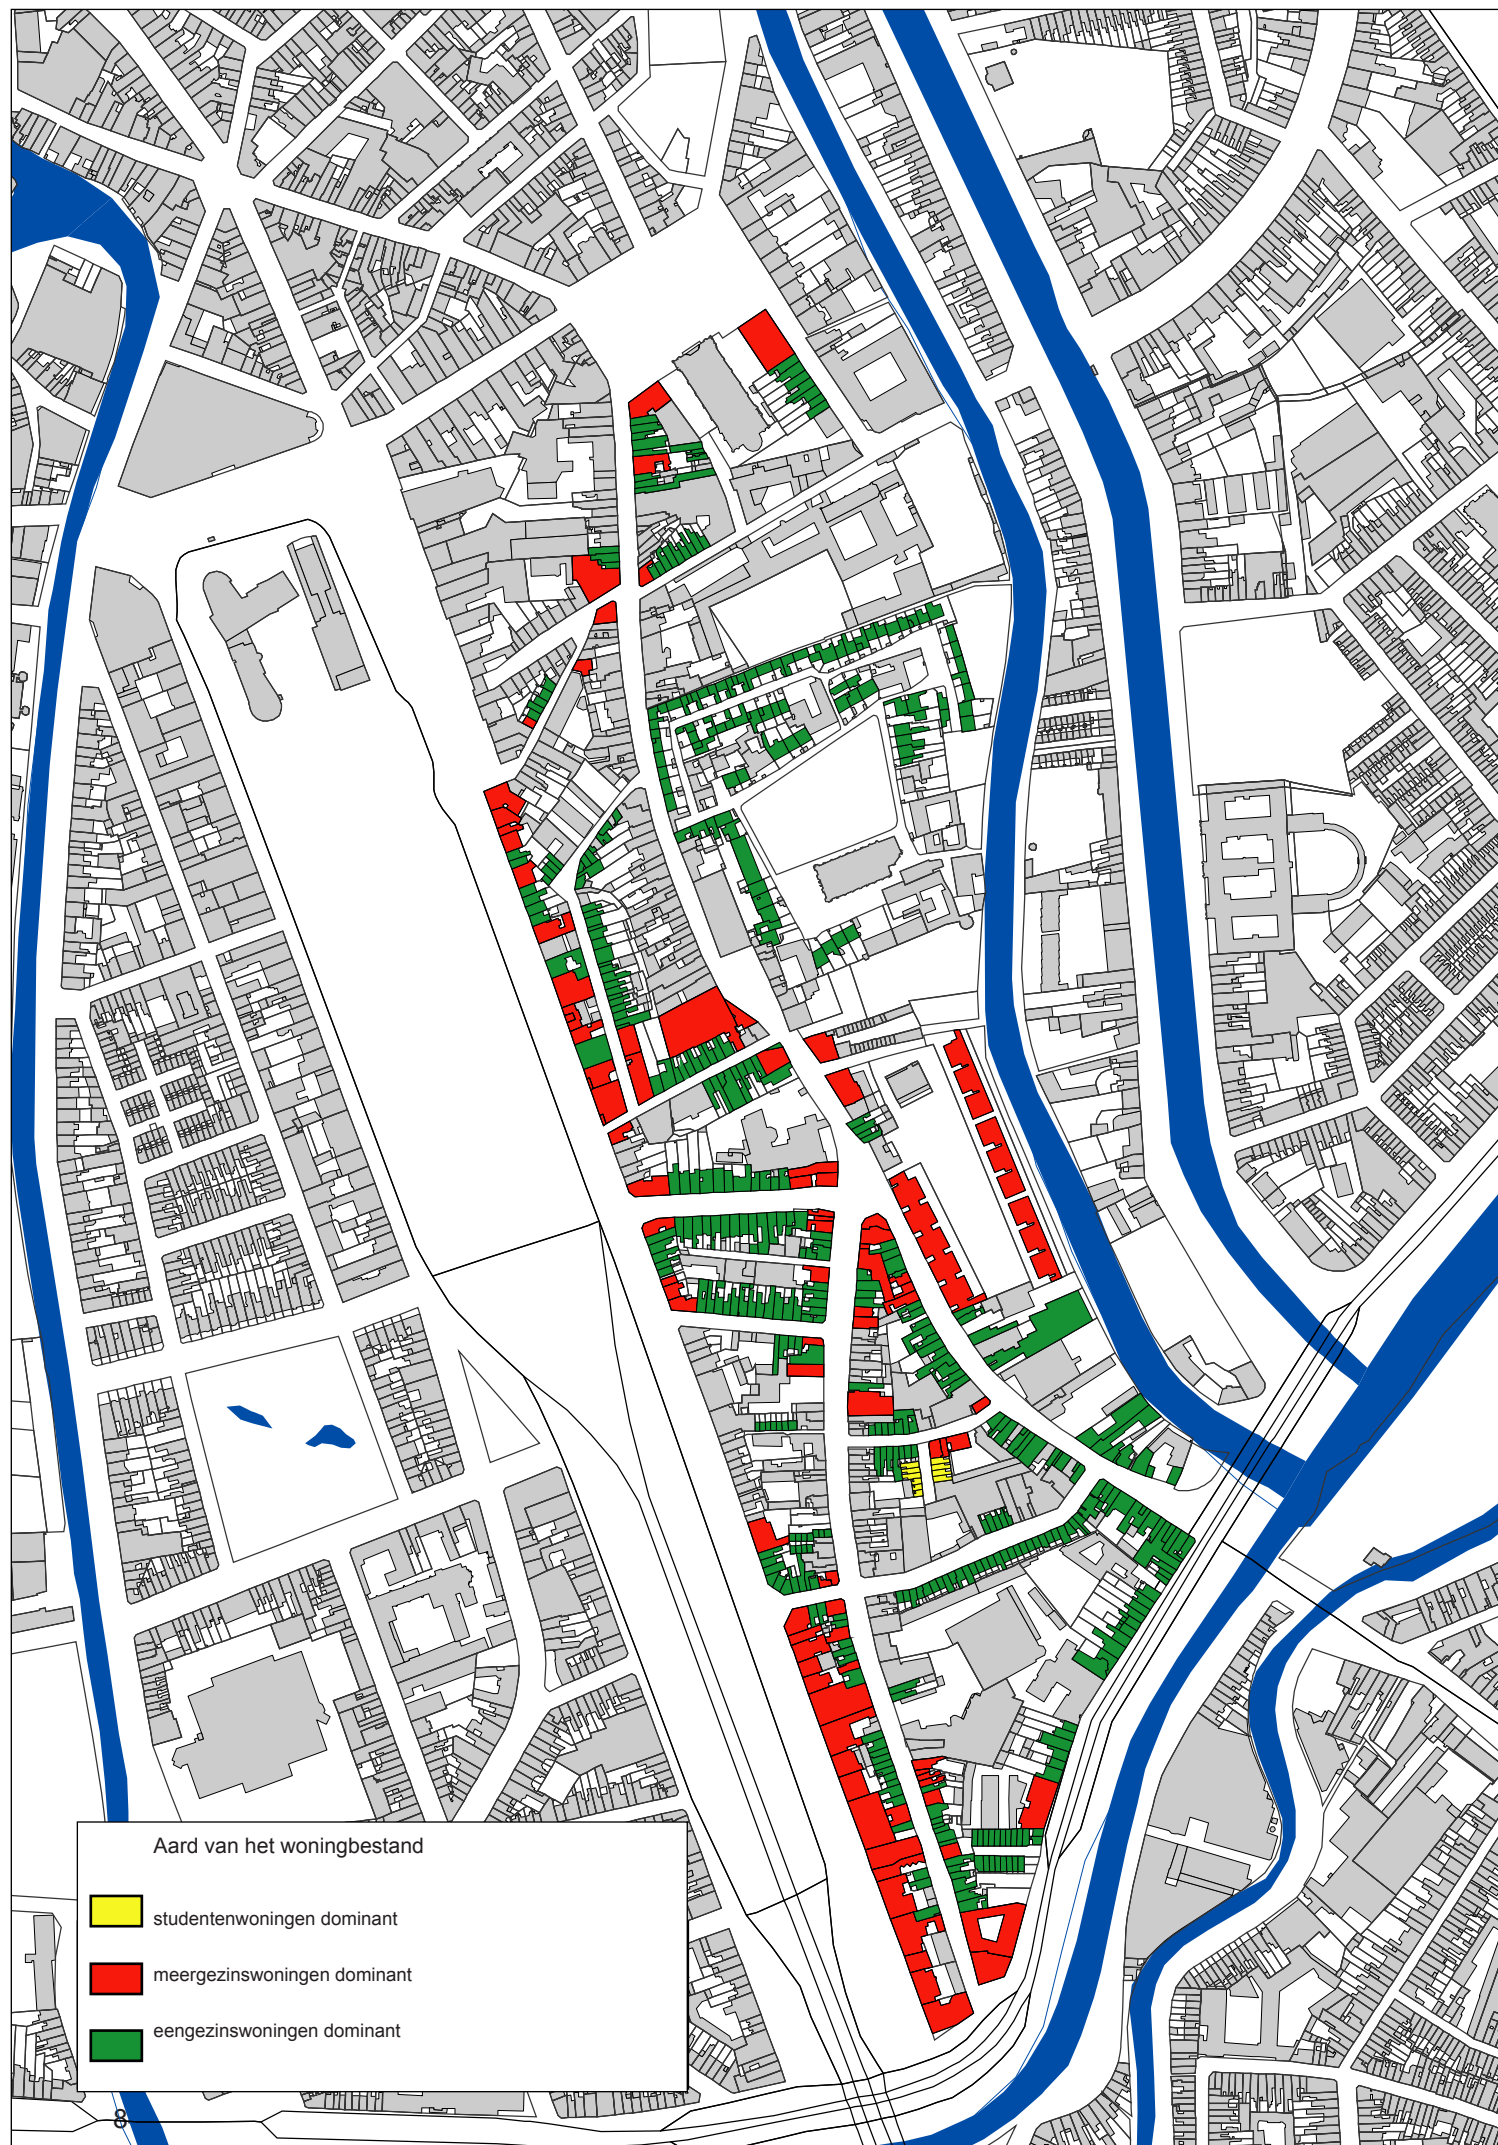 Aard van het woningbestand
studentenwoningen dominant
meergezinswoningen dominant
eengezinswoningen dominant
8